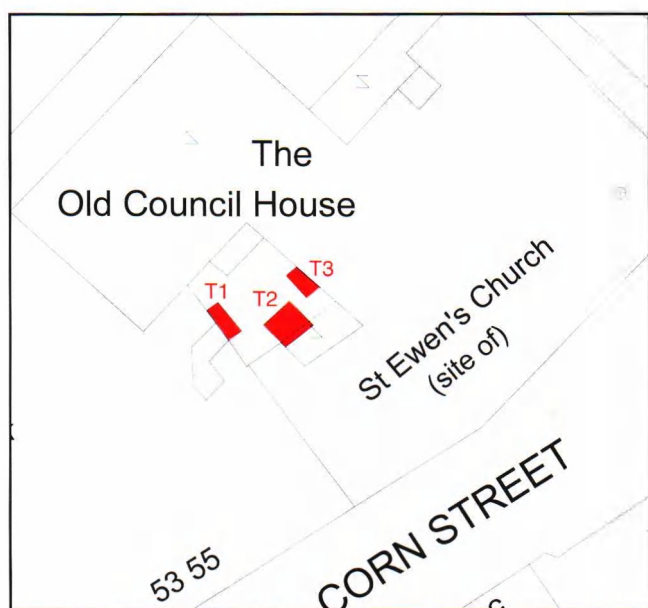 The
Old Council House
T1
T2
T3
St Ewen's Church
(site of)
CORN STREET
53 55